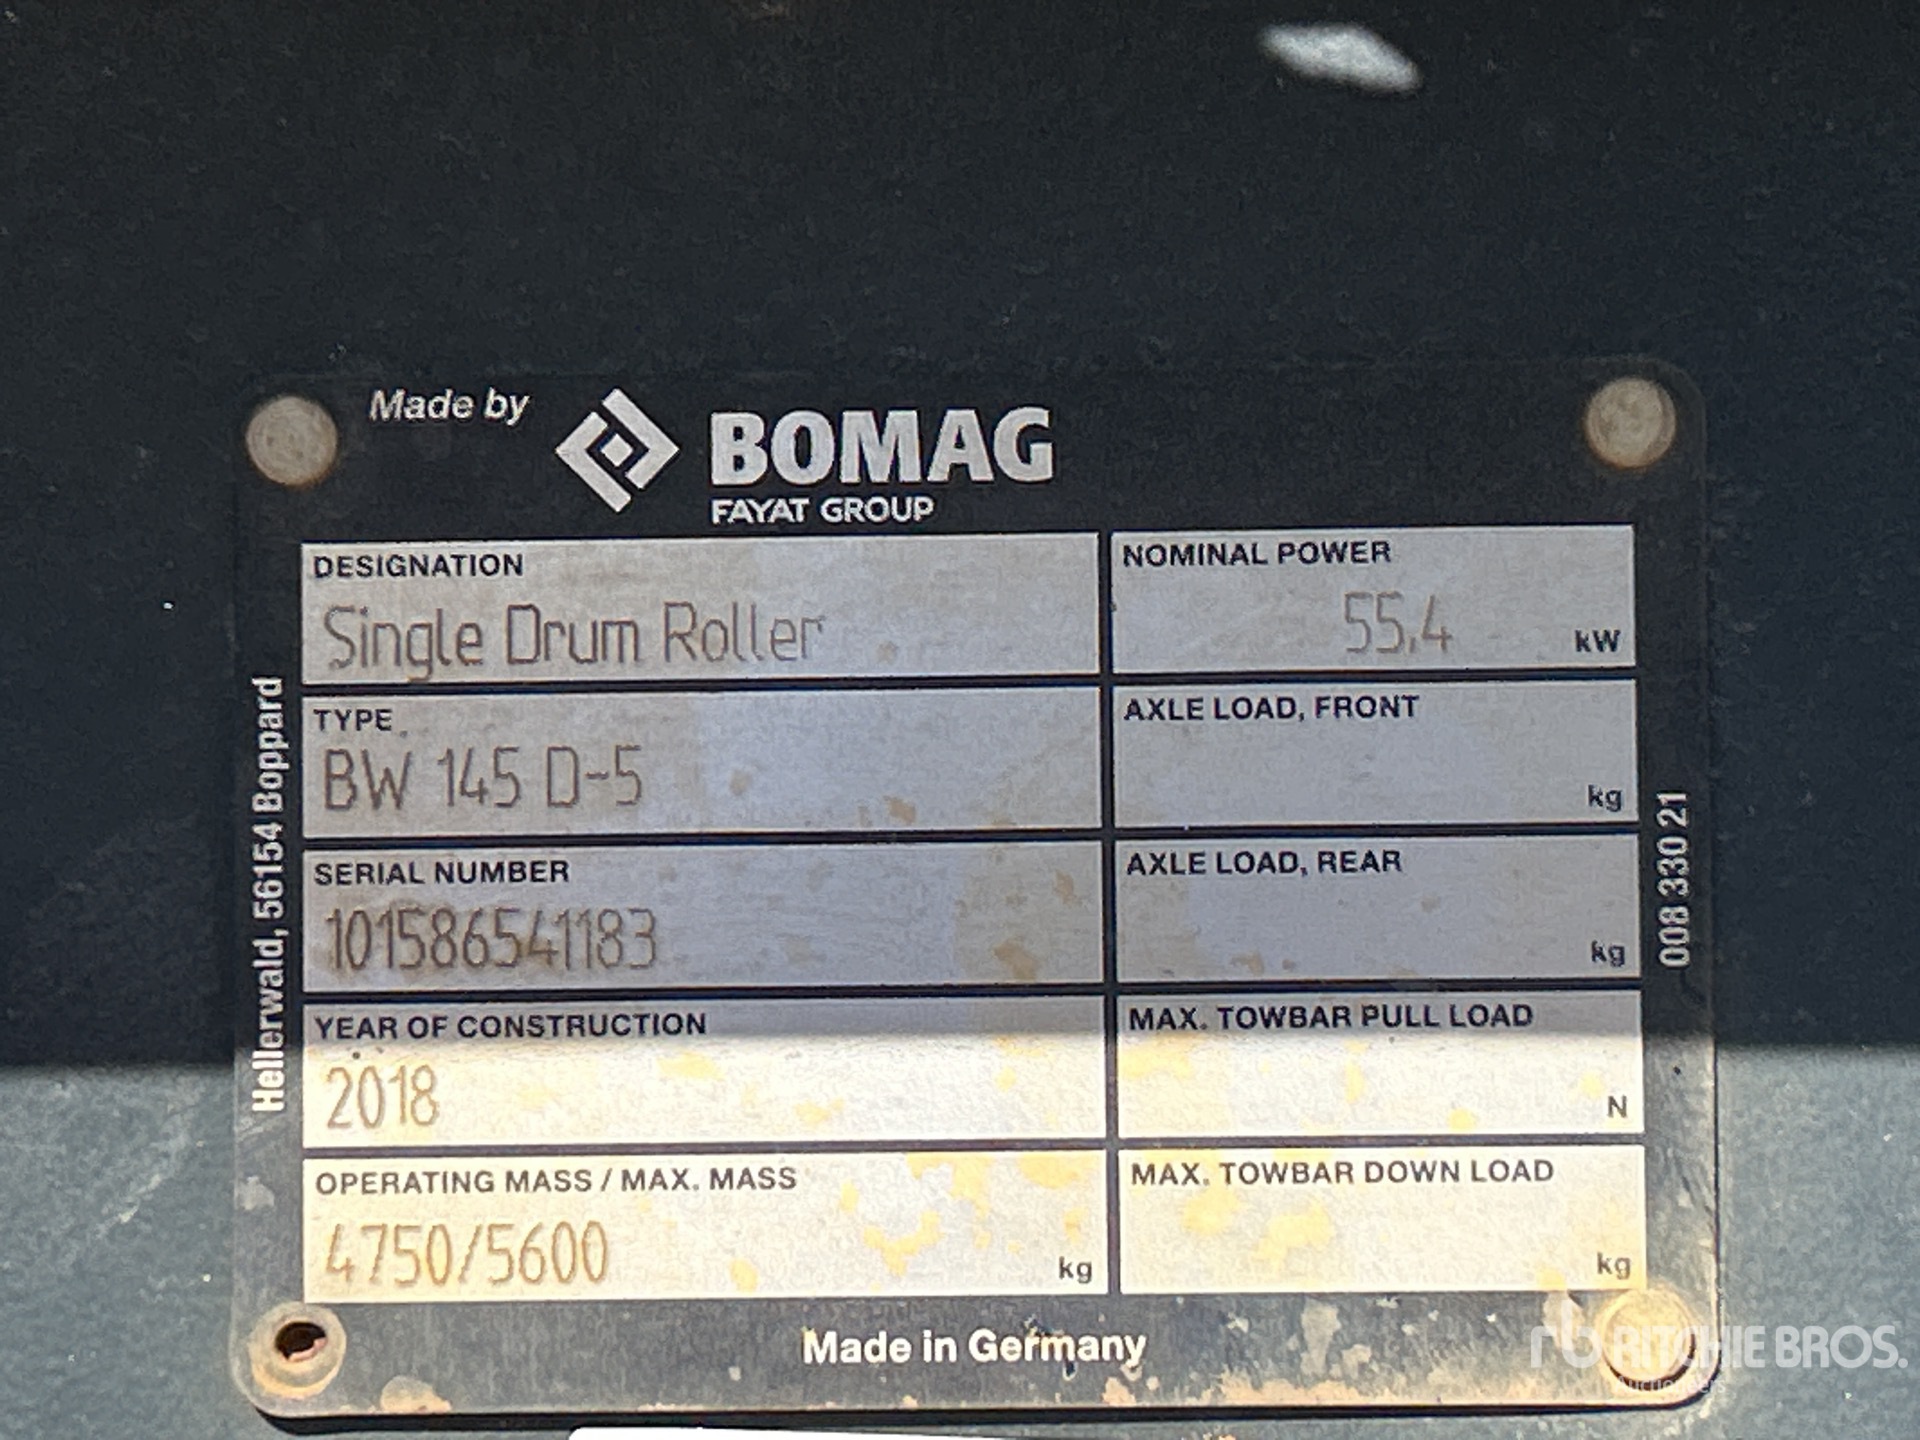 Made by
BOMAG
FAYAT GROUP
DESIGNATION
Single Drum Roller
NOMINAL POWER
55,4 kW
TYPE
BW 145 D-5
AXLE LOAD, FRONT
kg
SERIAL NUMBER
101586541183
AXLE LOAD, REAR
kg
YEAR OF CONSTRUCTION
2018
MAX. TOWBAR PULL LOAD
N
OPERATING MASS / MAX. MASS
4750/5600 kg
MAX. TOWBAR DOWN LOAD
kg
Made in Germany
Hellerwald, 56154 Boppard
008 330 21
rb RITCHIE BROS.
Auctioneers